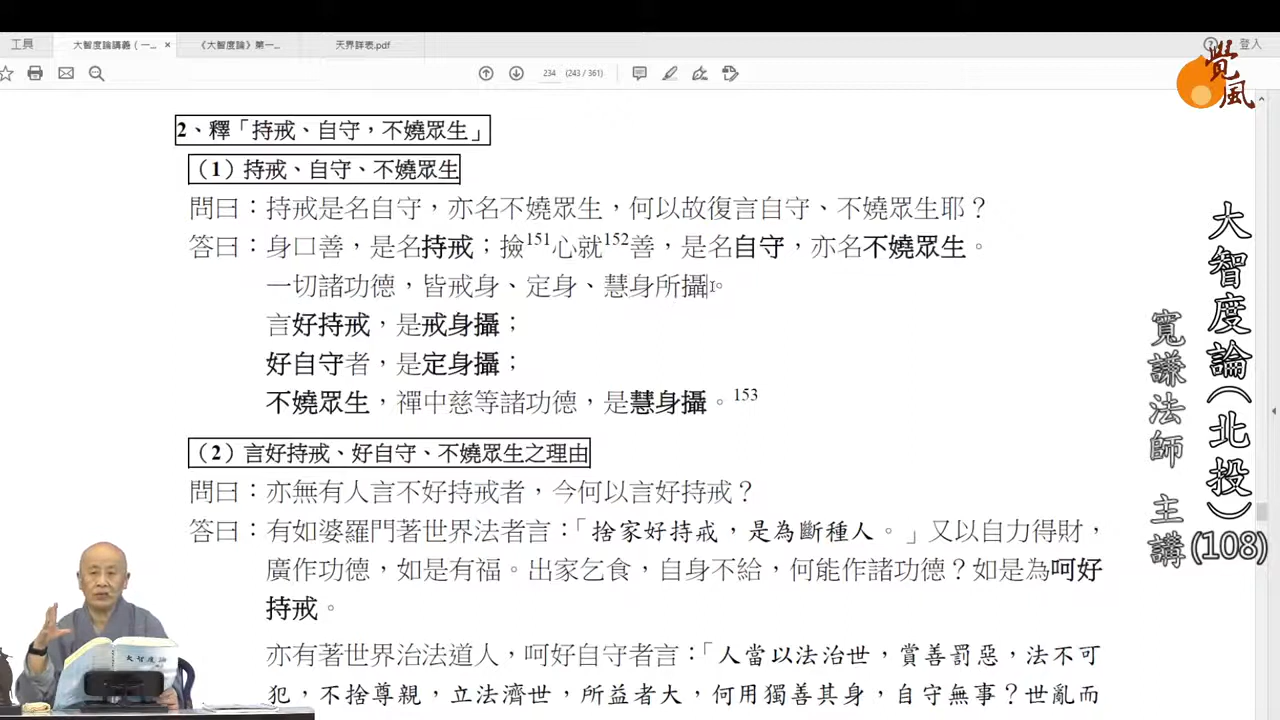 工具
大智度論講義（一...
×
《大智度論》第一...
天界詳表.pdf
登入
234
(243 / 361)
覺風
2、釋「持戒、自守，不嬈眾生」
（1）持戒、自守、不嬈眾生
問曰：持戒是名自守，亦名不嬈眾生，何以故復言自守、不嬈眾生耶？
答曰：身口善，是名持戒；撿151心就152善，是名自守，亦名不嬈眾生。
一切諸功德，皆戒身、定身、慧身所攝。
言好持戒，是戒身攝；
好自守者，是定身攝；
不嬈眾生，禪中慈等諸功德，是慧身攝。153
（2）言好持戒、好自守、不嬈眾生之理由
問曰：亦無有人言不好持戒者，今何以言好持戒？
答曰：有如婆羅門著世界法者言：「捨家好持戒，是為斷種人。」又以自力得財，
廣作功德，如是有福。出家乞食，自身不給，何能作諸功德？如是為呵好
持戒。
亦有著世界治法道人，呵好自守者言：「人當以法治世，賞善罰惡，法不可
犯，不捨尊親，立法濟世，所益者大，何用獨善其身，自守無事？世亂而
大智度論（北投）(108)
寬謙法師 主講
大智度論